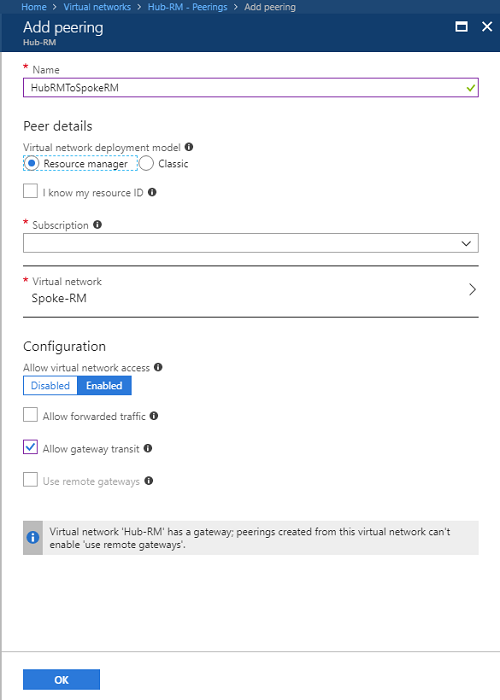 Home > Virtual networks > Hub-RM - Peerings > Add peering
Add peering
Hub-RM
* Name
HubRMToSpokeRM
Peer details
Virtual network deployment model
Resource manager Classic
I know my resource ID
* Subscription
* Virtual network
Spoke-RM
Configuration
Allow virtual network access
Disabled Enabled
Allow forwarded traffic
Allow gateway transit
Use remote gateways
Virtual network 'Hub-RM' has a gateway; peerings created from this virtual network can't
enable 'use remote gateways'.
OK